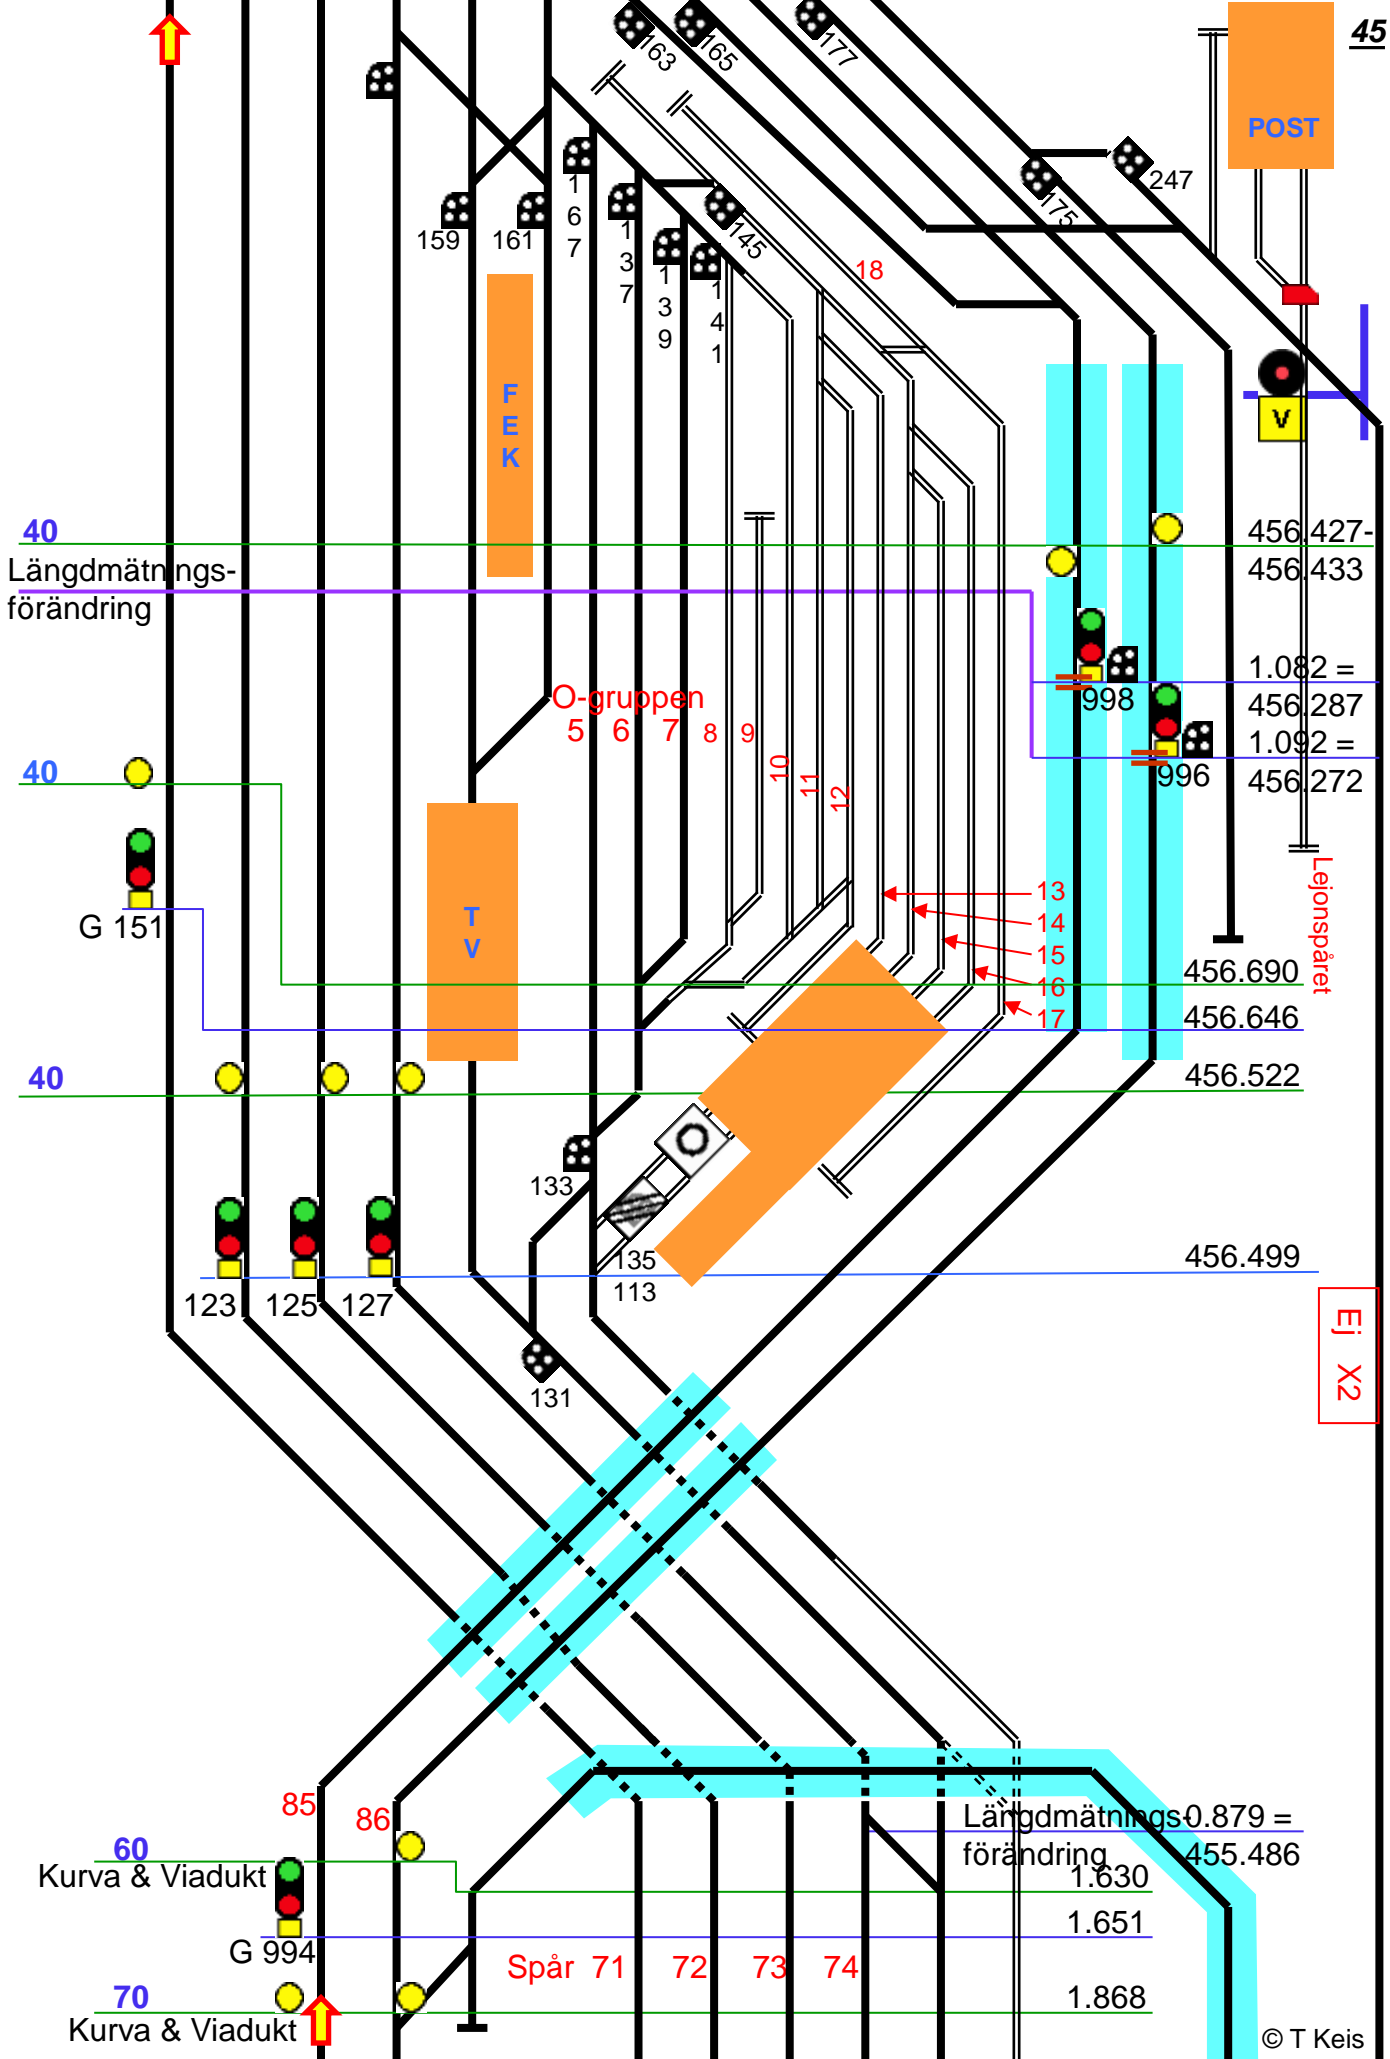 45
163
165
177
POST
247
175
159
161
1
6
7
1
3
7
1
3
9
1
4
1
145
18
F
E
K
V
40
456.427-
Längdmätnings-
förändring
456.433
1.082 =
998
456.287
O-gruppen
5 6 7 8 9
10
11
12
1.092 =
996
456.272
40
Lejonspåret
G 151
T
V
13
14
15
16
17
456.690
456.646
40
456.522
133
135
113
456.499
123
125
127
Ej X2
131
85
86
Längdmätnings-
förändring
0.879 =
455.486
60
Kurva & Viadukt
1.630
1.651
G 994
Spår 71 72 73 74
70
1.868
Kurva & Viadukt
© T Keis